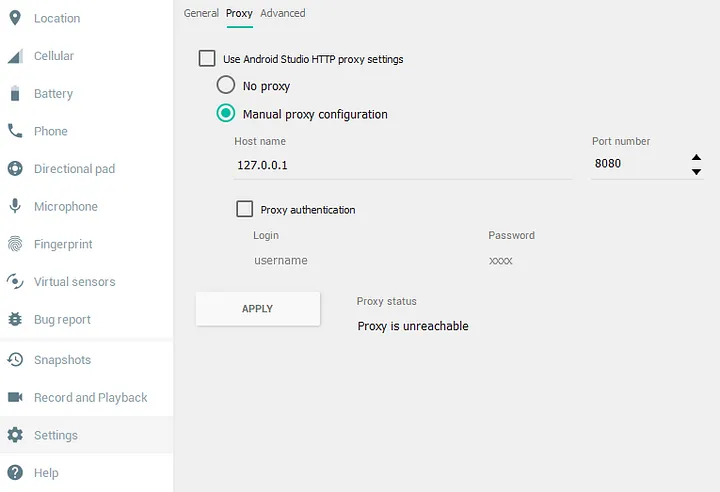 Location
Cellular
Battery
Phone
Directional pad
Microphone
Fingerprint
Virtual sensors
Bug report
Snapshots
Record and Playback
Settings
Help
General Proxy Advanced
Use Android Studio HTTP proxy settings
No proxy
Manual proxy configuration
Host name Port number
127.0.0.1 8080
Proxy authentication
Login Password
username xxxx
APPLY
Proxy status
Proxy is unreachable